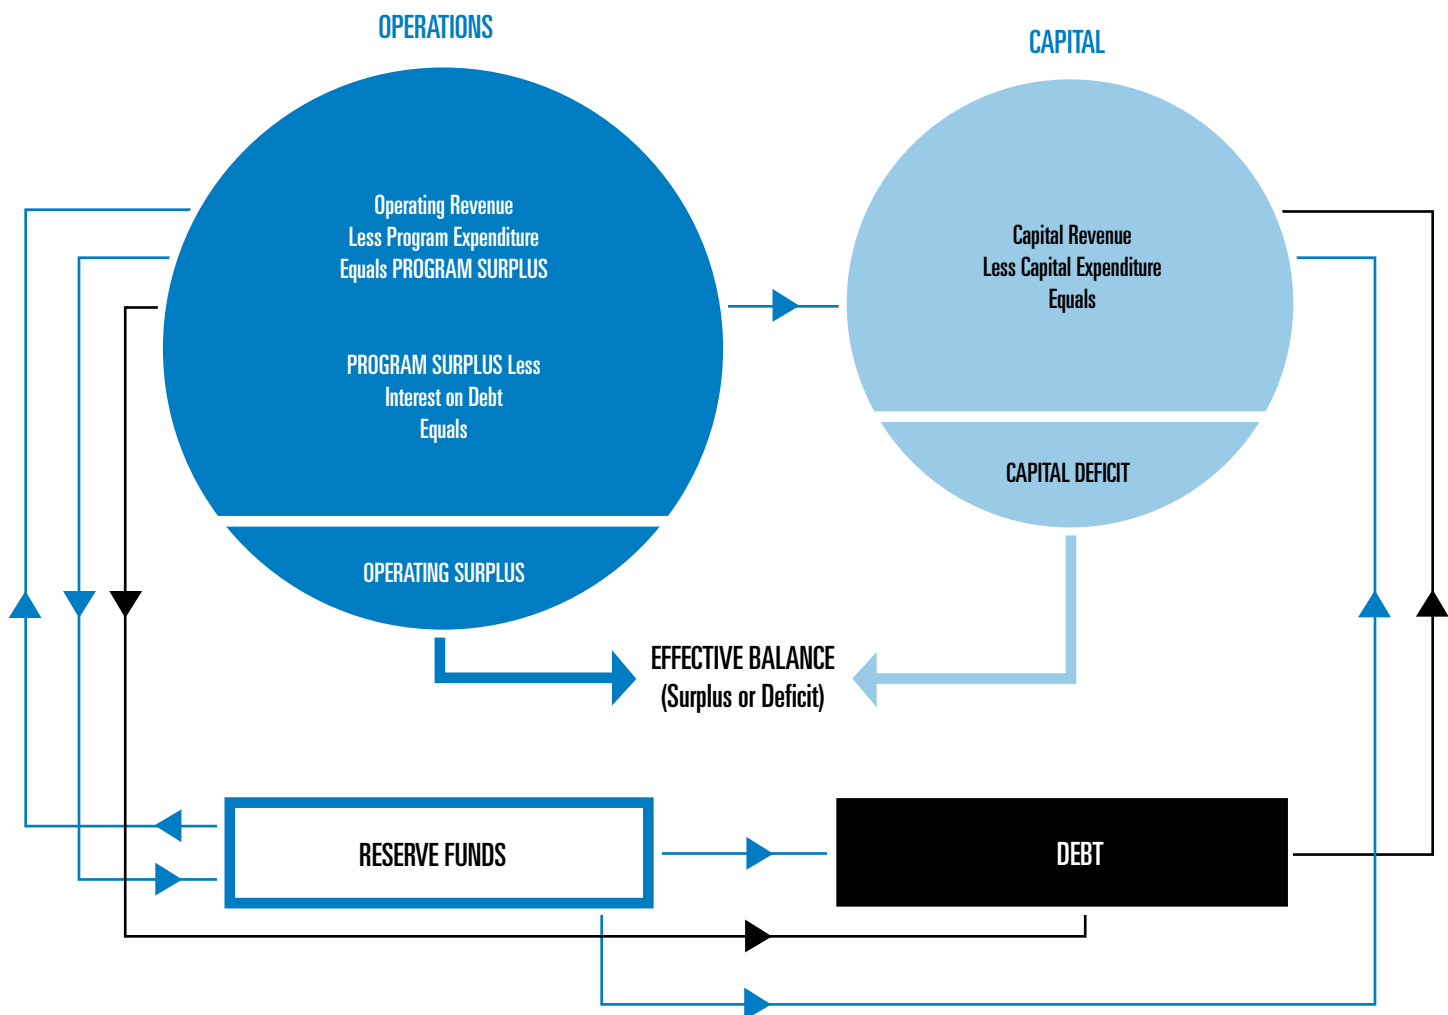 OPERATIONS
CAPITAL
Operating Revenue
Less Program Expenditure
Equals PROGRAM SURPLUS
PROGRAM SURPLUS Less
Interest on Debt
Equals
OPERATING SURPLUS
Capital Revenue
Less Capital Expenditure
Equals
CAPITAL DEFICIT
EFFECTIVE BALANCE
(Surplus or Deficit)
RESERVE FUNDS
DEBT